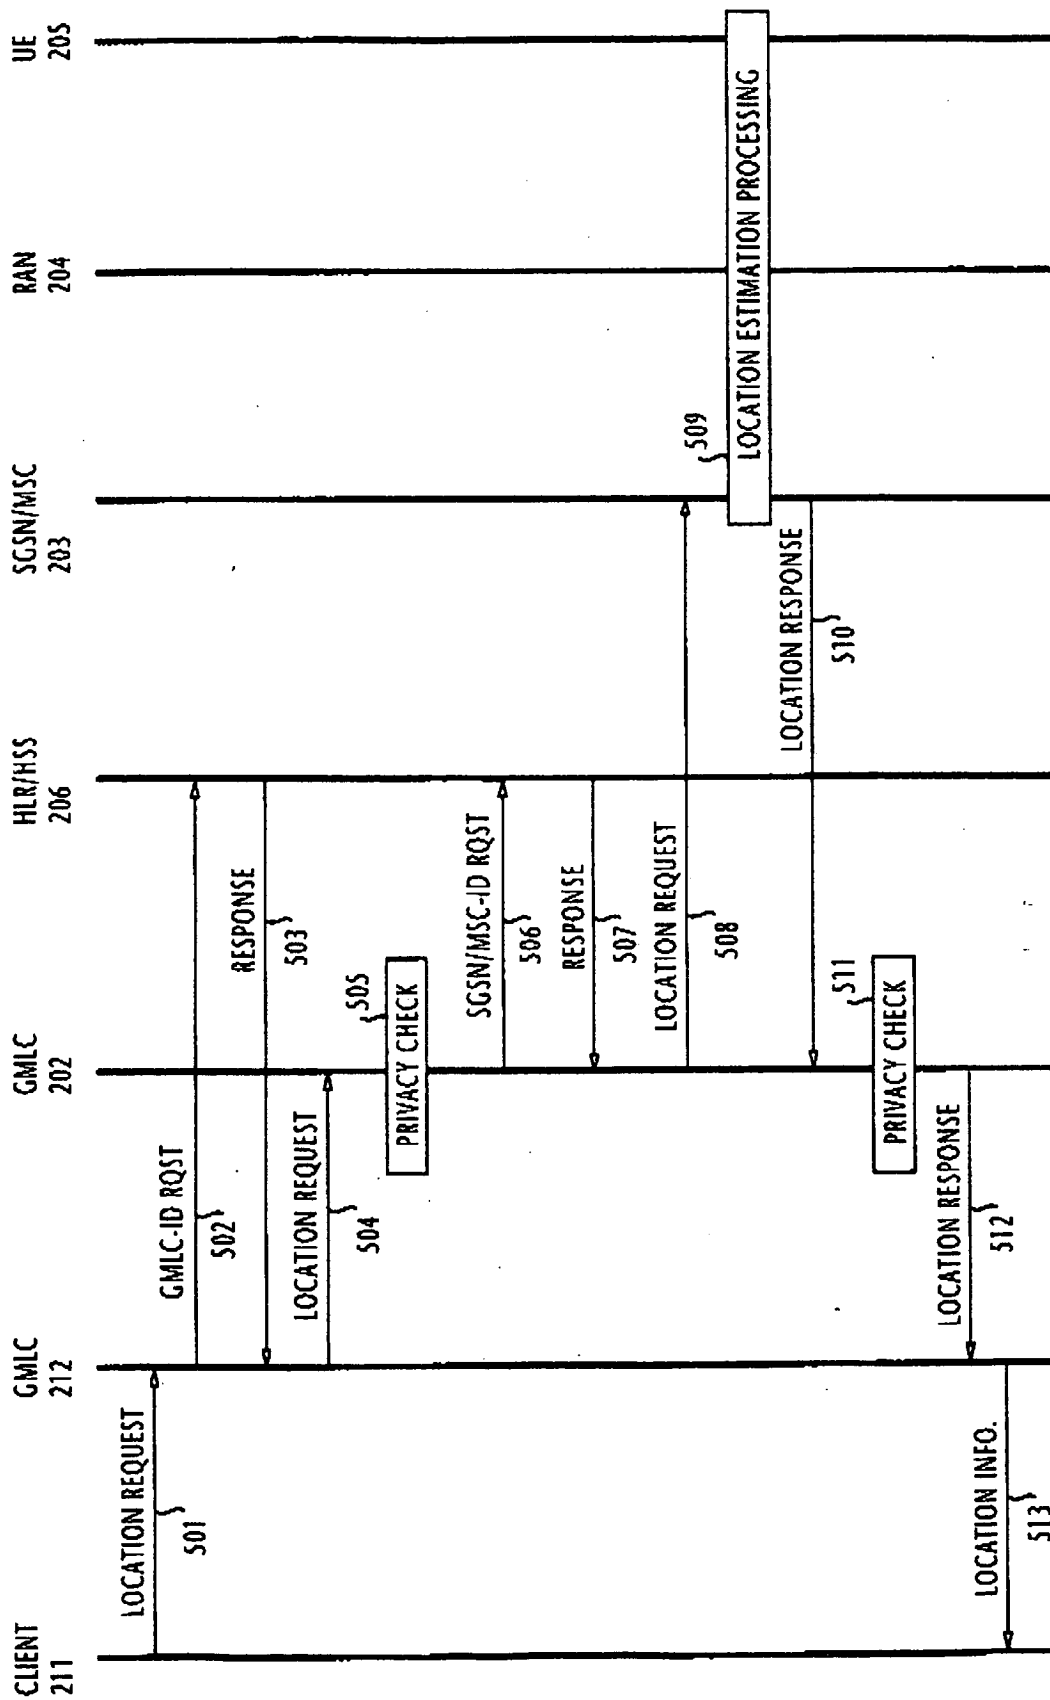 CLIENT
211
GMLC
212
GMLC
202
HLR/HSS
206
SGSN/MSC
203
RAN
204
UE
205
LOCATION REQUEST
501
GMLC-ID RQST
502
RESPONSE
503
LOCATION REQUEST
504
505
PRIVACY CHECK
SGSN/MSC-ID RQST
506
RESPONSE
507
LOCATION REQUEST
508
509
LOCATION ESTIMATION PROCESSING
LOCATION RESPONSE
510
511
PRIVACY CHECK
LOCATION RESPONSE
512
LOCATION INFO.
513